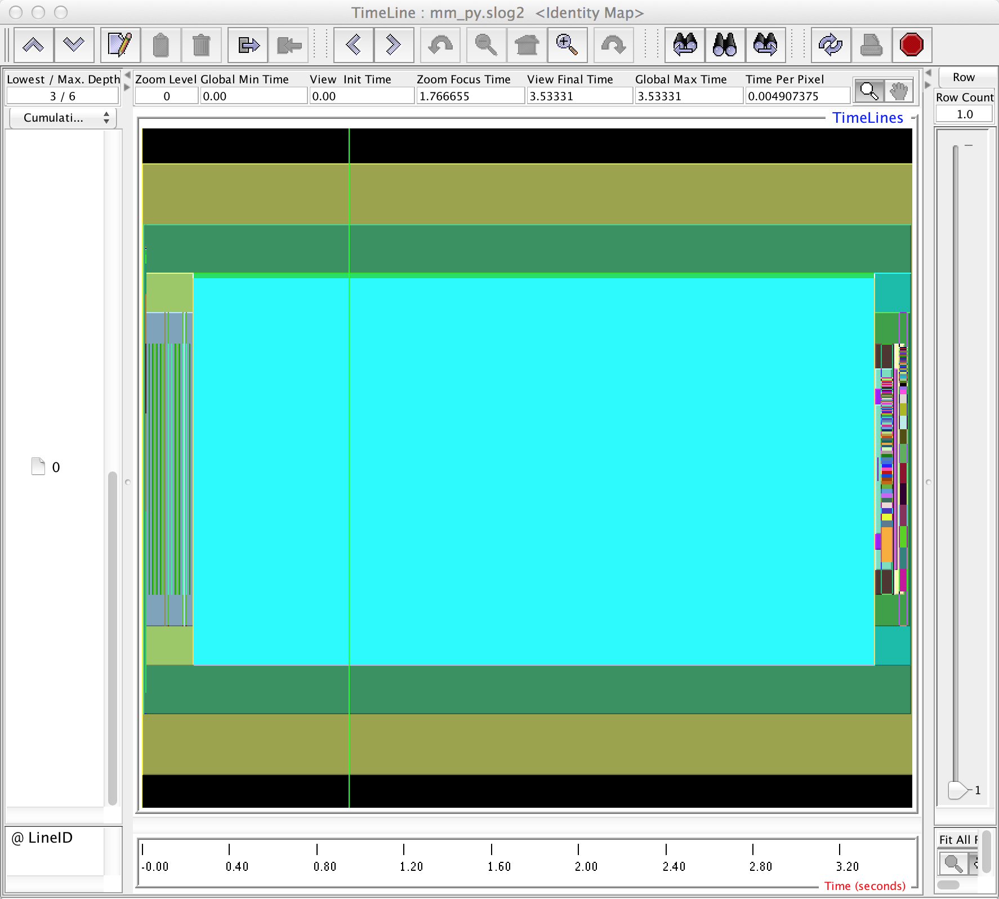 TimeLine : mm_py.slog2 <Identity Map>
Lowest / Max. Depth
3 / 6
Cumulati...
Zoom Level Global Min Time View Init Time Zoom Focus Time View Final Time Global Max Time Time Per Pixel
0 0.00 0.00 1.766655 3.53331 3.53331 0.004907375
Row
Row Count
1.0
TimeLines
0
1
@ LineID
-0.00 0.40 0.80 1.20 1.60 2.00 2.40 2.80 3.20
Time (seconds)
Fit All